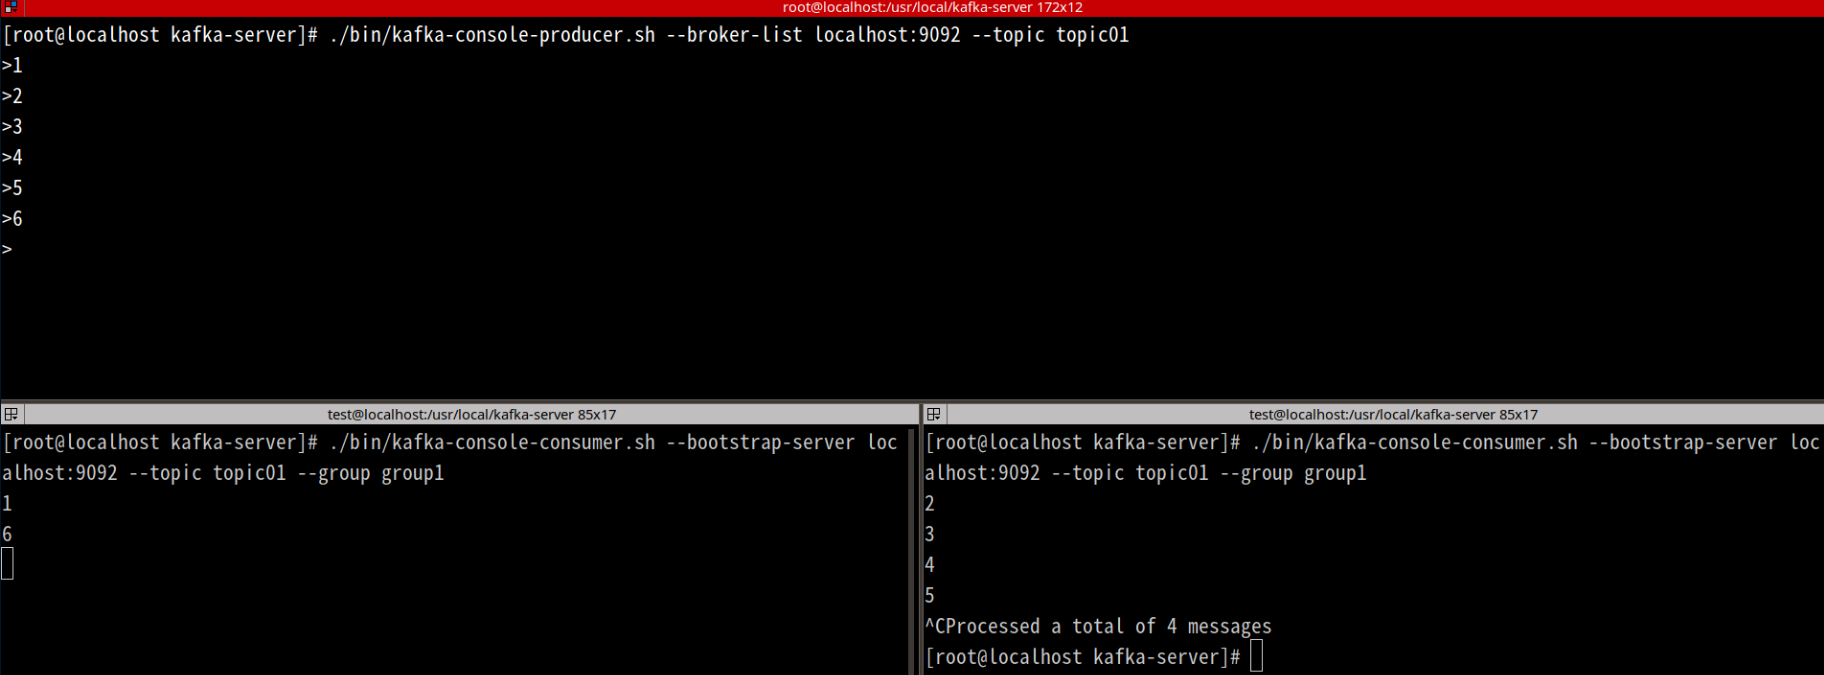 root@localhost:/usr/local/kafka-server 172x12
[root@localhost kafka-server]# ./bin/kafka-console-producer.sh --broker-list localhost:9092 --topic topic01
>1
>2
>3
>4
>5
>6
>
test@localhost:/usr/local/kafka-server 85x17
[root@localhost kafka-server]# ./bin/kafka-console-consumer.sh --bootstrap-server loc
alhost:9092 --topic topic01 --group group1
1
6
test@localhost:/usr/local/kafka-server 85x17
[root@localhost kafka-server]# ./bin/kafka-console-consumer.sh --bootstrap-server loc
alhost:9092 --topic topic01 --group group1
2
3
4
5
^CProcessed a total of 4 messages
[root@localhost kafka-server]#